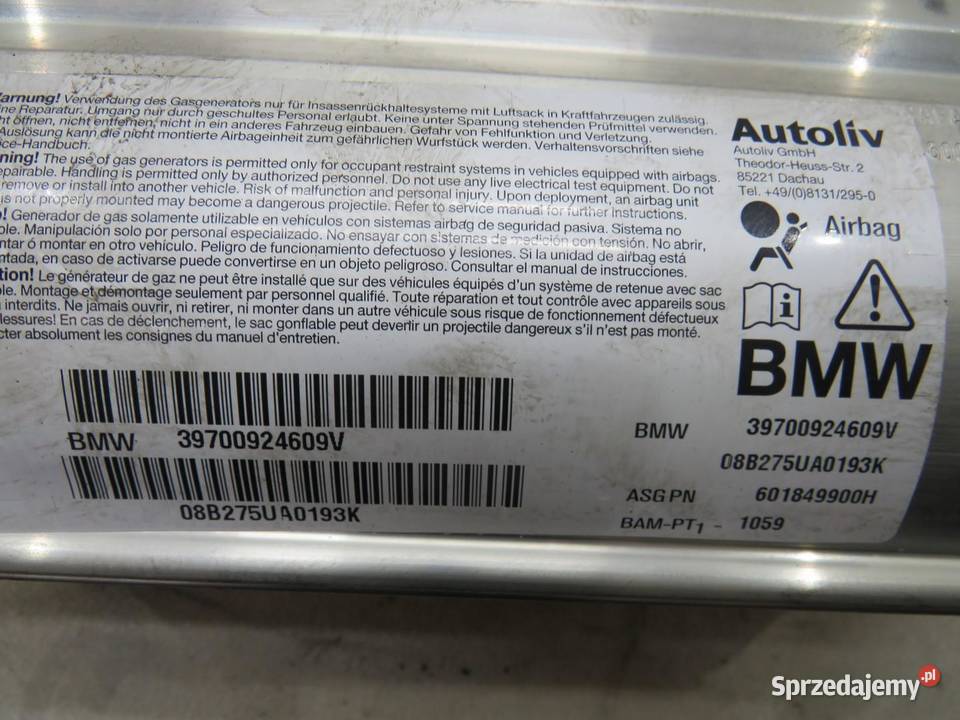 Warnung! Verwendung des Gasgenerators nur für Insassenrückhaltesysteme mit Luftsack in Kraftfahrzeugen zulässig.
ine Reparatur. Umgang nur durch geschultes Personal erlaubt. Keine unter Spannung stehenden Prüfmittel verwenden.
ht öffnen, nicht entfernen, nicht in ein anderes Fahrzeug einbauen. Gefahr von Fehlfunktion und Verletzung.
Auslösung kann die nicht montierte Airbageinheit zum gefährlichen Wurfstück werden. Verhaltensvorschriften siehe
ice-Handbuch.
ning! The use of gas generators is permitted only for occupant restraint systems in vehicles equipped with airbags.
epairable. Handling is permitted only by authorized personnel. Do not use any live electrical test equipment. Do not
remove or install into another vehicle. Risk of malfunction and personal injury. Upon deployment, an airbag unit
is not properly mounted may become a dangerous projectile. Refer to service manual for further instructions.
! Generador de gas solamente utilizable en vehículos con sistemas airbag de seguridad pasiva. Sistema no
ble. Manipulación solo por personal especializado. No ensayar con sistemas de medición con tensión. No abrir,
ntar ó montar en otro vehículo. Peligro de funcionamiento defectuoso y lesiones. Si la unidad de airbag está
ntada, en caso de activarse puede convertirse en un objeto peligroso. Consultar el manual de instrucciones.
tion! Le générateur de gaz ne peut être installé que sur des véhicules équipés d'un système de retenue avec sac
ble. Montage et démontage seulement par personnel qualifié. Toute réparation et tout contrôle avec appareils sous
n interdits. Ne jamais ouvrir, ni retirer, ni monter dans un autre véhicule sous risque de fonctionnement défectueux
lessures! En cas de déclenchement, le sac gonflable peut devertir un projectile dangereux s'il n'est pas monté.
cter absolument les consignes du manuel d'entretien.
Autoliv
Autoliv GmbH
Theodor-Heuss-Str. 2
85221 Dachau
Tel. +49/(0)8131/295-0
Airbag
BMW
BMW 39700924609V
08B275UA0193K
BMW 39700924609V
08B275UA0193K
ASG PN 601849900H
BAM-PT1 - 1059
Sprzedajemy.pl